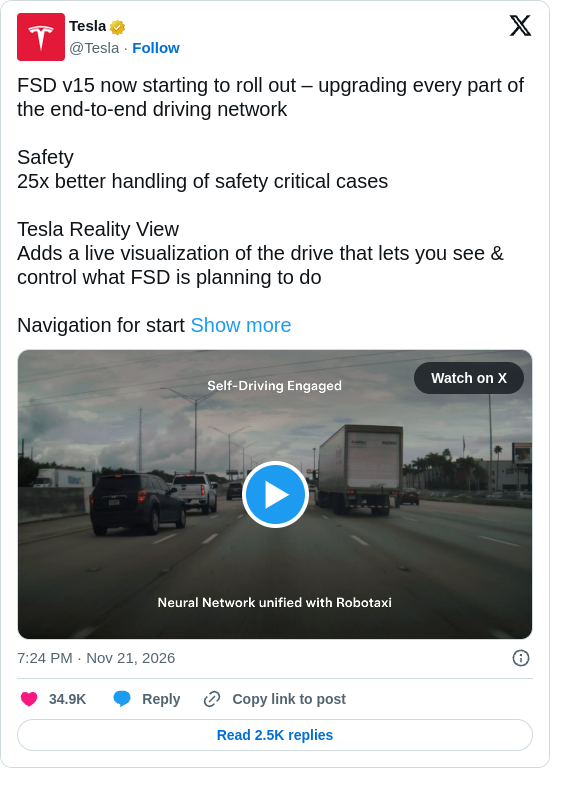 Tesla
@Tesla · Follow
FSD v15 now starting to roll out – upgrading every part of
the end-to-end driving network
Safety
25x better handling of safety critical cases
Tesla Reality View
Adds a live visualization of the drive that lets you see &
control what FSD is planning to do
Navigation for start Show more
Watch on X
Self-Driving Engaged
Neural Network unified with Robotaxi
7:24 PM · Nov 21, 2026
34.9K Reply Copy link to post
Read 2.5K replies